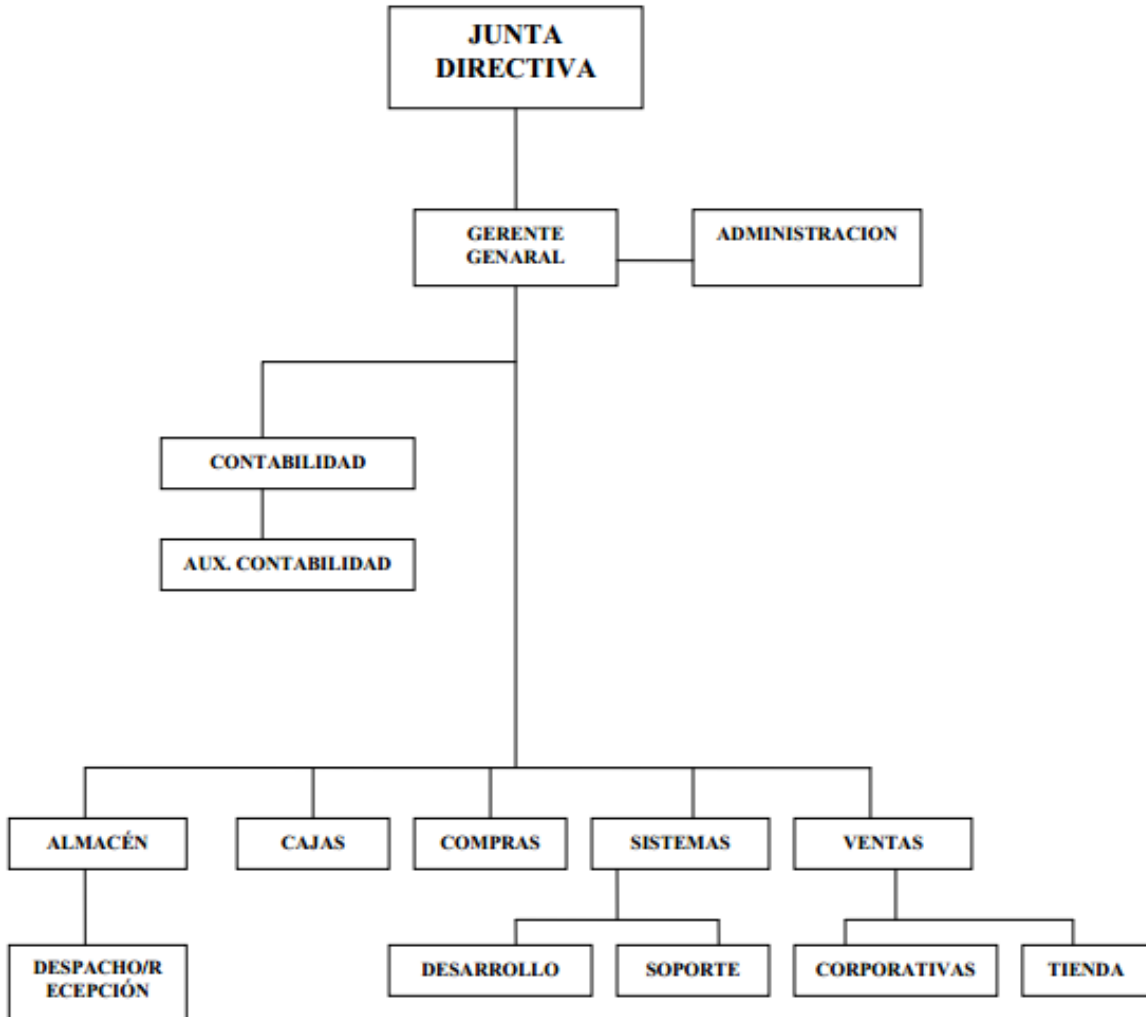 JUNTA
DIRECTIVA
GERENTE
GENARAL
ADMINISTRACION
CONTABILIDAD
AUX. CONTABILIDAD
ALMACÉN
CAJAS
COMPRAS
SISTEMAS
VENTAS
DESPACHO/R
ECEPCIÓN
DESARROLLO
SOPORTE
CORPORATIVAS
TIENDA